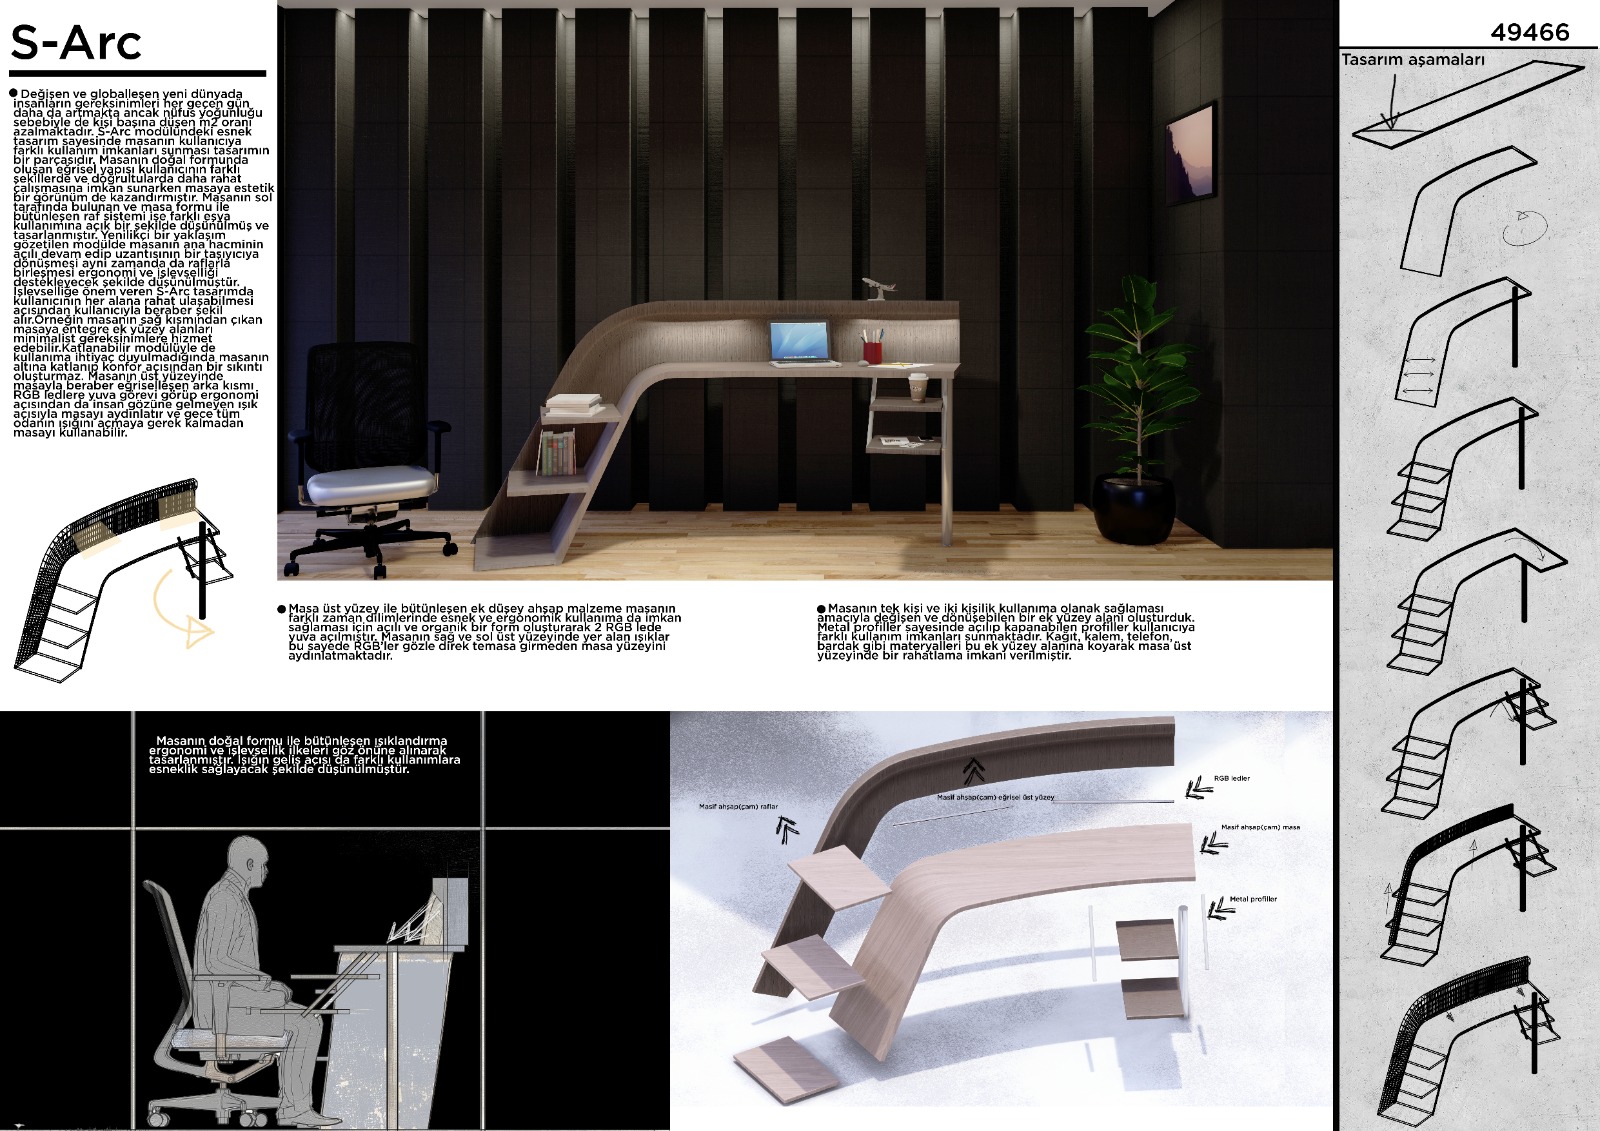 S-Arc
Değişen ve globalleşen yeni dünyada
insanların gereksinimleri her geçen gün
daha da artmakta ancak nüfus yoğunluğu
sebebiyle de kişi başına düşen m2 oranı
azalmaktadır. S-Arc modülündeki esnek
tasarım sayesinde masanın kullanıcıya
farklı kullanım imkanları sunması tasarımın
bir parçasıdır. Masanın doğal formunda
oluşan eğrisel yapısı kullanıcının farklı
şekillerde ve doğrultularda daha rahat
çalışmasına imkan sunarken masaya estetik
bir görünüm de kazandırmıştır. Masanın sol
tarafında bulunan ve masa formu ile
bütünleşen raf sistemi ise farklı eşya
kullanımına açık bir şekilde düşünülmüş ve
tasarlanmıştır. Yenilikçi bir yaklaşım
gözetilen modülde masanın ana hacminin
açılı devam edip uzantısının bir taşıyıcıya
dönüşmesi aynı zamanda da raflarla
birleşmesi ergonomi ve işlevselliği
destekleyecek şekilde düşünülmüştür.
İşlevselliğe önem veren S-Arc tasarımda
kullanıcının her alana rahat ulaşabilmesi
açısından kullanıcıyla beraber şekil
alır.Örneğin masanın sağ kısmından çıkan
masaya entegre ek yüzey alanları
minimalist gereksinimlere hizmet
edebilir.Katlanabilir modülüyle de
kullanıma ihtiyaç duyulmadığında masanın
altına katlanıp konfor açısından bir sıkıntı
oluşturmaz. Masanın üst yüzeyinde
masayla beraber eğriselleşen arka kısmı
RGB ledlere yuva görevi görüp ergonomi
açısından da insan gözüne gelmeyen ışık
açısıyla masayı aydınlatır ve gece tüm
odanın ışığını açmaya gerek kalmadan
masayı kullanabilir.
49466
Tasarım aşamaları
Masa üst yüzey ile bütünleşen ek düşey ahşap malzeme masanın
farklı zaman dilimlerinde esnek ve ergonomik kullanıma da imkan
sağlaması için açılı ve organik bir form oluşturarak 2 RGB lede
yuva açılmıştır. Masanın sağ ve sol üst yüzeyinde yer alan ışıklar
bu sayede RGB'ler gözle direk temasa girmeden masa yüzeyini
aydınlatmaktadır.
Masanın tek kişi ve iki kişilik kullanıma olanak sağlaması
amacıyla değişen ve dönüşebilen bir ek yüzey alanı oluşturduk.
Metal profiller sayesinde açılıp kapanabilen profiller kullanıcıya
farklı kullanım imkanları sunmaktadır. Kağıt, kalem, telefon,
bardak gibi materyalleri bu ek yüzey alanına koyarak masa üst
yüzeyinde bir rahatlama imkanı verilmiştir.
Masanın doğal formu ile bütünleşen ışıklandırma
ergonomi ve işlevsellik ilkeleri göz önüne alınarak
tasarlanmıştır. Işığın geliş açısı da farklı kullanımlara
esneklik sağlayacak şekilde düşünülmüştür.
RGB ledler
Masif ahşap(çam) eğrisel üst yüzey
Masif ahşap(çam) raflar
Masif ahşap(çam) masa
Metal profiller